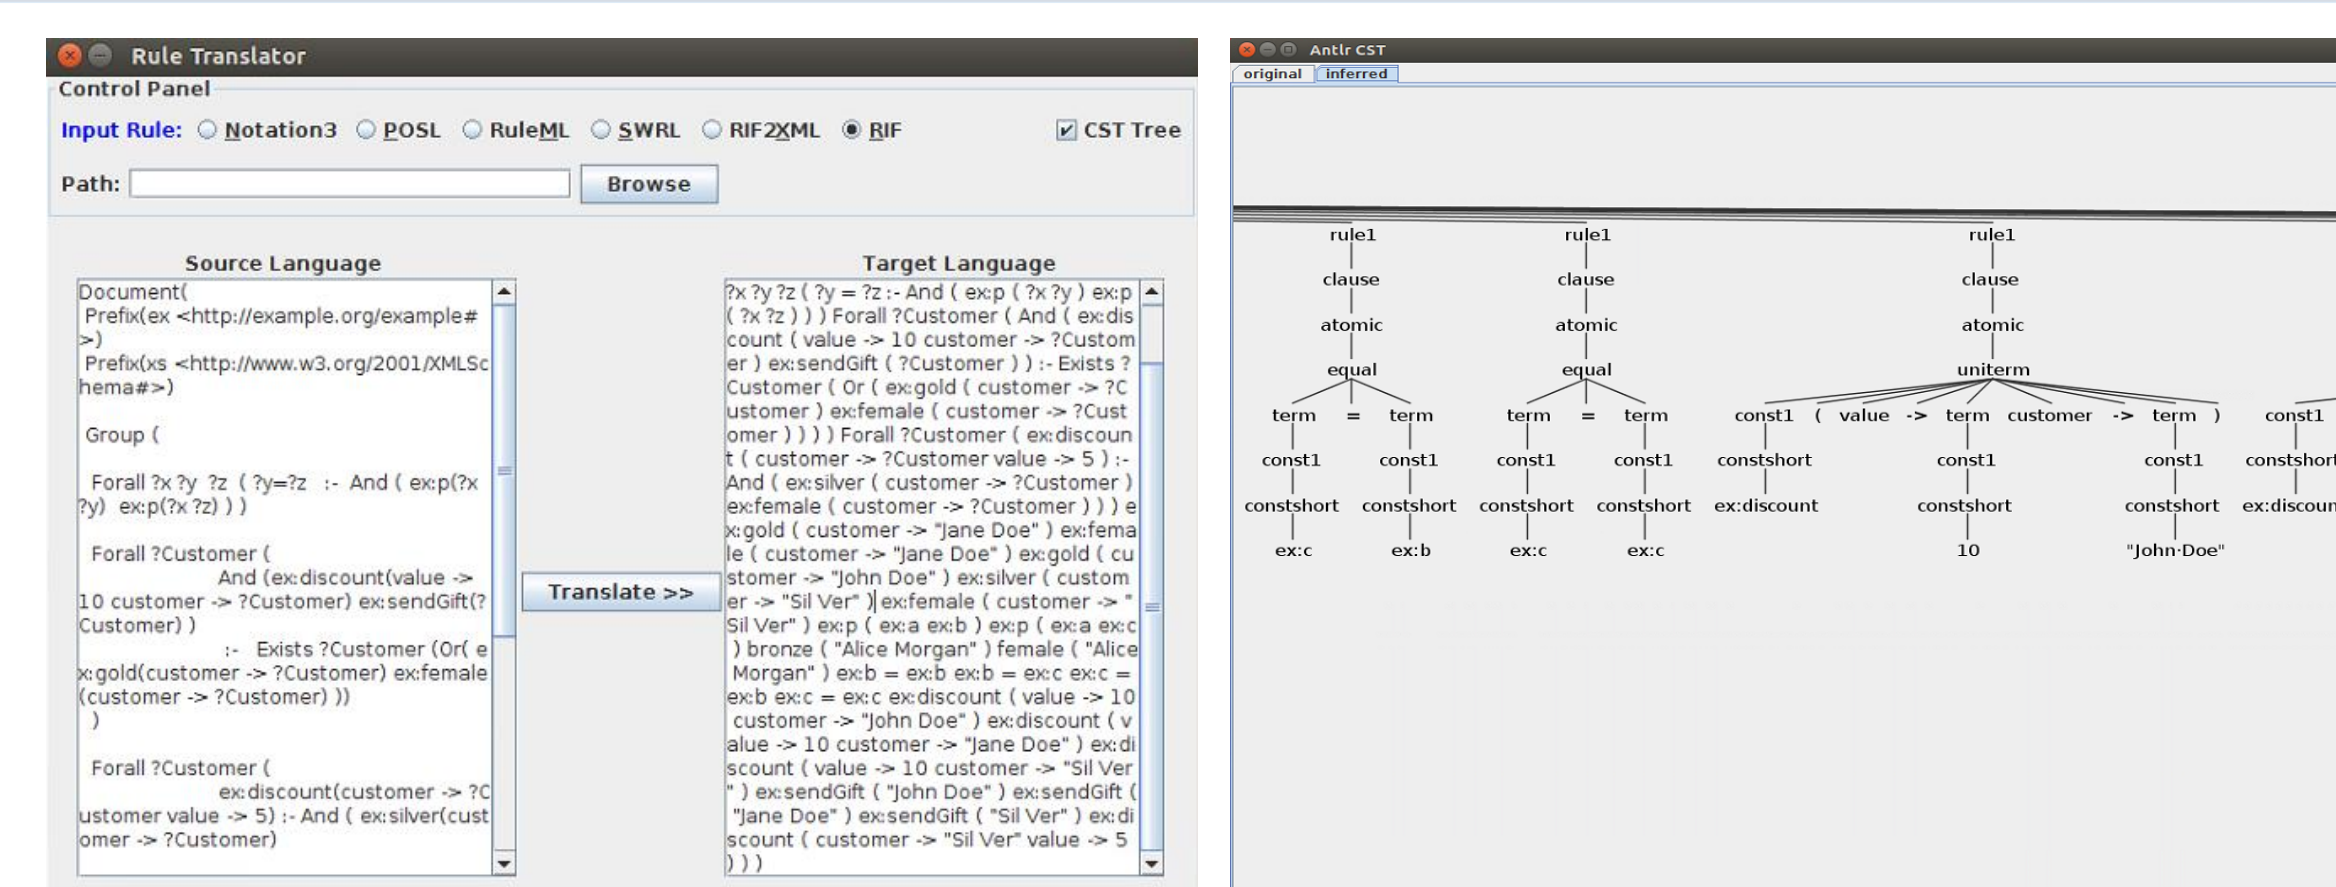 Rule Translator
Control Panel
Input Rule: Notation3 POSL RuleML SWRL RIF2XML RIF CST Tree
Path: Browse
Source Language
Document(
Prefix(ex <http://example.org/example#
>)
Prefix(xs <http://www.w3.org/2001/XMLSc
hema#>)
Group (
Forall ?x ?y ?z ( ?y=?z :- And ( ex:p(?x
?y) ex:p(?x ?z) ) )
Forall ?Customer (
And (ex:discount(value ->
10 customer -> ?Customer) ex:sendGift(?
Customer) )
:- Exists ?Customer (Or( e
x:gold(customer -> ?Customer) ex:female
(customer -> ?Customer) ))
)
Forall ?Customer (
ex:discount(customer -> ?C
ustomer value -> 5) :- And ( ex:silver(cust
omer -> ?Customer)
Translate >>
Target Language
?x ?y ?z ( ?y = ?z :- And ( ex:p ( ?x ?y ) ex:p
( ?x ?z ) ) ) Forall ?Customer ( And ( ex:dis
count ( value -> 10 customer -> ?Custom
er ) ex:sendGift ( ?Customer ) ) :- Exists ?
Customer ( Or ( ex:gold ( customer -> ?C
ustomer ) ex:female ( customer -> ?Cust
omer ) ) ) ) Forall ?Customer ( ex:discoun
t ( customer -> ?Customer value -> 5 ) :-
And ( ex:silver ( customer -> ?Customer )
ex:female ( customer -> ?Customer ) ) ) e
x:gold ( customer -> "Jane Doe" ) ex:fema
le ( customer -> "Jane Doe" ) ex:gold ( cu
stomer -> "John Doe" ) ex:silver ( custom
er -> "Sil Ver" ) ex:female ( customer -> "
Sil Ver" ) ex:p ( ex:a ex:b ) ex:p ( ex:a ex:c
) bronze ( "Alice Morgan" ) female ( "Alice
Morgan" ) ex:b = ex:b ex:b = ex:c ex:c =
ex:b ex:c = ex:c ex:discount ( value -> 10
customer -> "John Doe" ) ex:discount ( v
alue -> 10 customer -> "Jane Doe" ) ex:di
scount ( value -> 10 customer -> "Sil Ver
" ) ex:sendGift ( "John Doe" ) ex:sendGift (
"Jane Doe" ) ex:sendGift ( "Sil Ver" ) ex:di
scount ( customer -> "Sil Ver" value -> 5
) ) )
Antlr CST
original inferred
rule1 rule1 rule1
clause clause clause
atomic atomic atomic
equal equal uniterm
term = term term = term const1 ( value -> term customer -> term ) const1
const1 const1 const1 const1 constshort const1 const1 constshort
constshort constshort constshort constshort ex:discount constshort constshort ex:discoun
ex:c ex:b ex:c ex:c 10 "John·Doe"